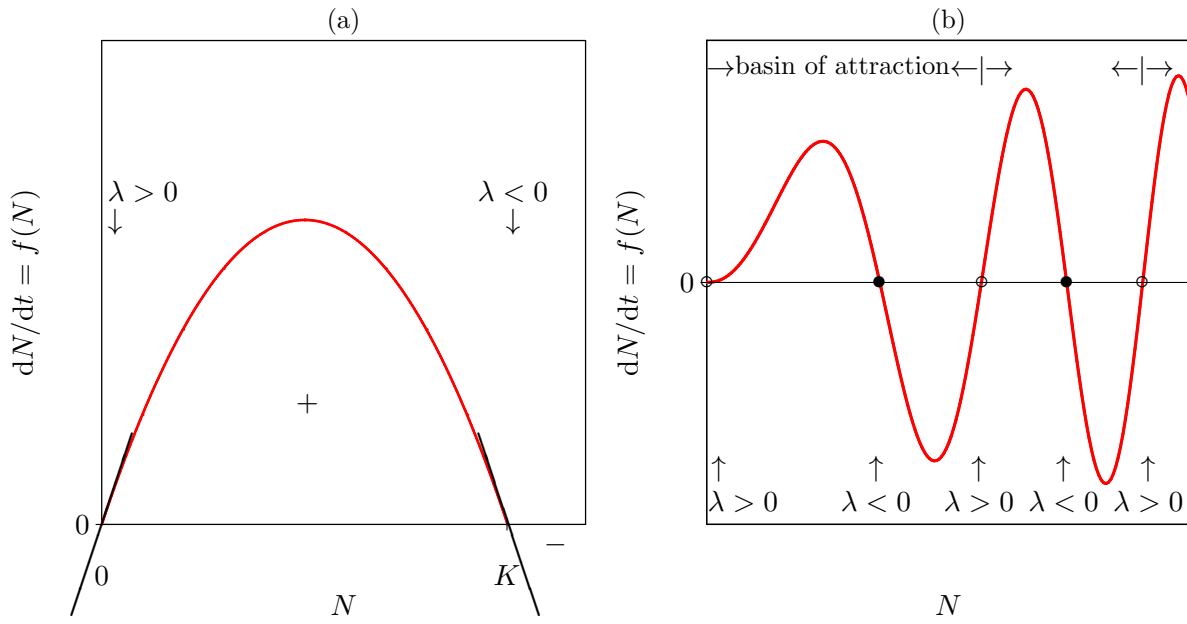 (a)
λ > 0
↓
λ < 0
↓
dN/dt = f(N)
+
0
−
0
K
N
(b)
→basin of attraction←|→
←|→
dN/dt = f(N)
0
↑ ↑ ↑ ↑ ↑
λ > 0 λ < 0 λ > 0 λ < 0 λ > 0
N